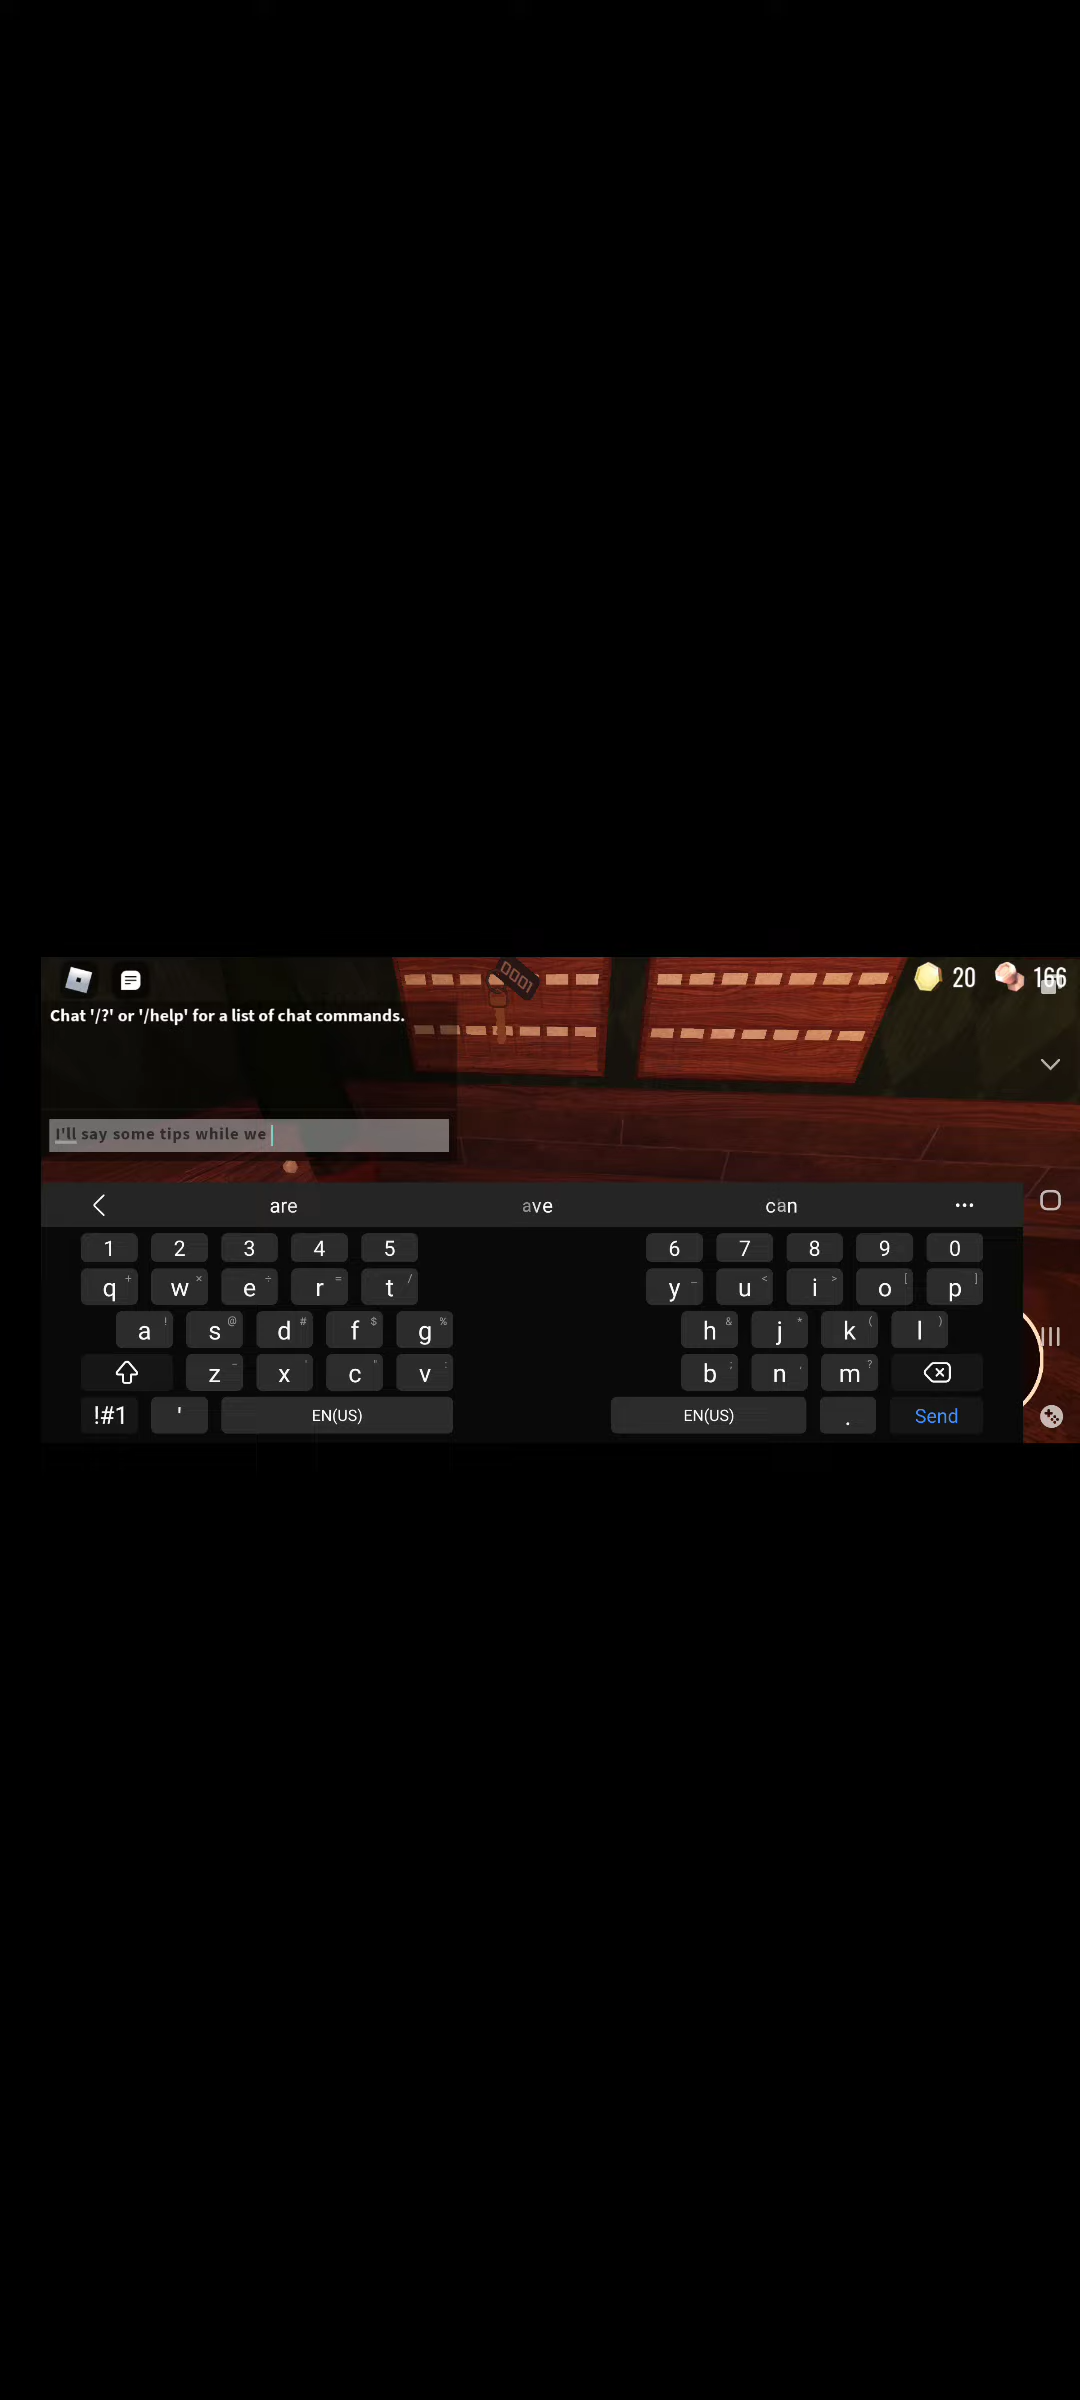 20 166
0001
Chat '/?' or '/help' for a list of chat commands.
I'll say some tips while we
are ave can ...
1 2 3 4 5 6 7 8 9 0
q + w × e ÷ r = t / y _ u < i > o [ p ]
a ! s @ d # f $ g % h & j * k ( l )
z - x ' c " v : b ; n , m ?
!#1 ' EN(US) EN(US) . Send